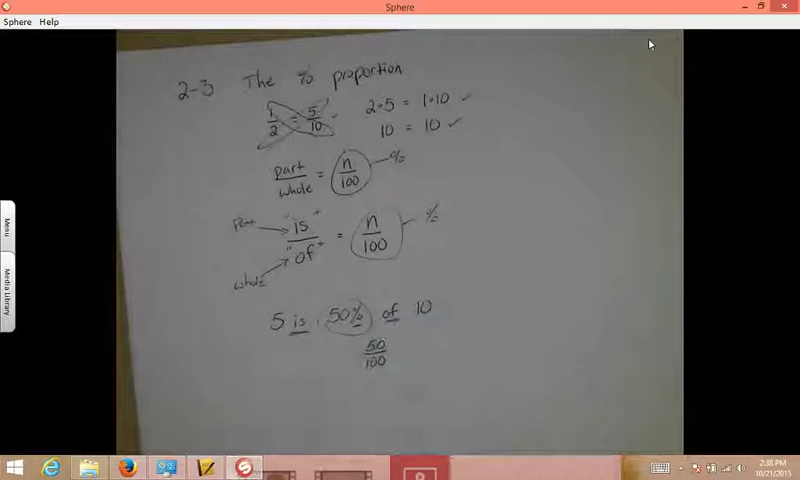 Sphere
Sphere Help
2-3 The % proportion
1/2 = 5/10 ✓ 2•5 = 1•10 ✓
10 = 10 ✓
part/whole = n/100 — %
part → "is" / "of" = n/100 — %
whole
5 is 50% of 10
50/100
Menu
Media Library
2:38 PM
10/21/2015